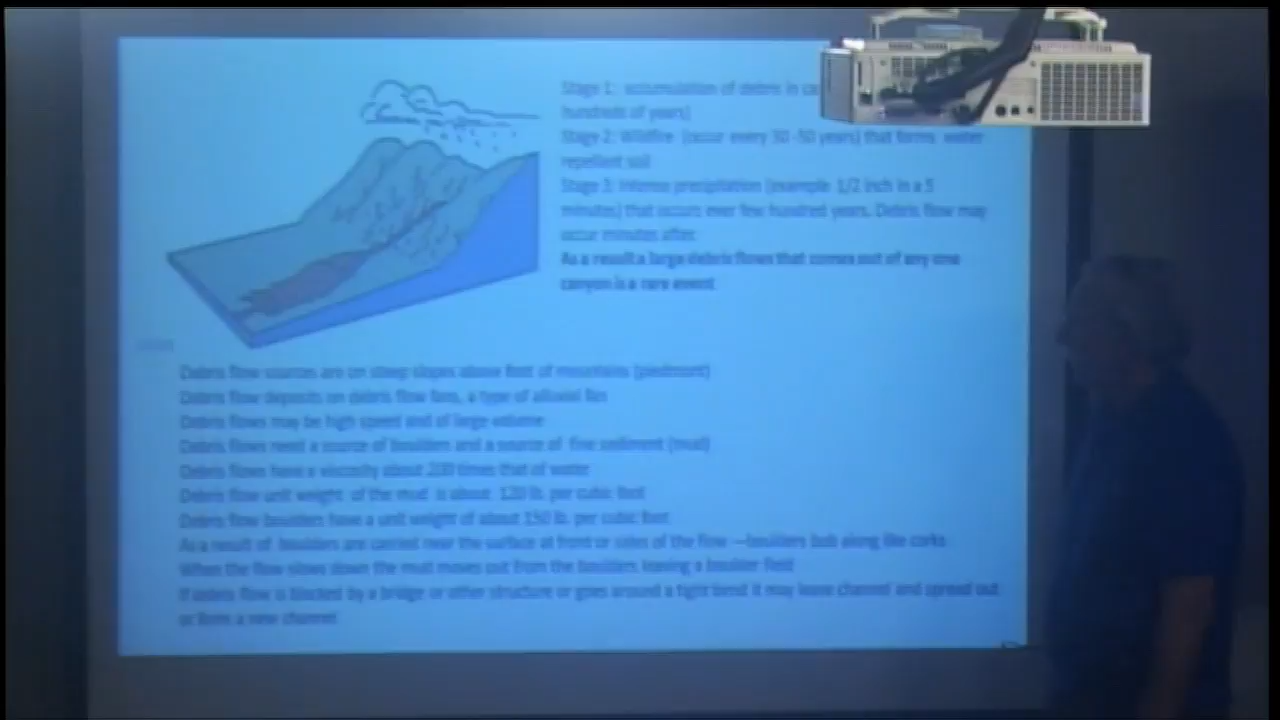 Stage 1: accumulation of debris in
hundreds of years)
Stage 2: Wildfire (occur every 30 -50 years) that forms water
repellent soil
Stage 3: Intense precipitation (example 1/2 inch in a 5
minutes) that occurs ever few hundred years. Debris flow may
occur minutes after.
As a result a large debris flows that comes out of any one
canyon is a rare event
Debris flow sources are on steep slopes above foot of mountains (piedmont)
Debris flow deposits on debris flow fans, a type of alluvial fan
Debris flows may be high speed and of large volume
Debris flows need a source of boulders and a source of fine sediment (mud)
Debris flows have a viscosity about times that of water
Debris flow unit weight of the mud is about 120 lb. per cubic foot
Debris flow boulders have a unit weight of about 150 lb. per cubic foot
As a result of boulders are carried near the surface at front or sides of the flow —boulders bob along like corks
When the flow slows down the mud moves out from the boulders leaving a boulder field
If debris flow is blocked by a bridge or other structure or goes around a tight bend it may leave channel and spread out
or form a new channel